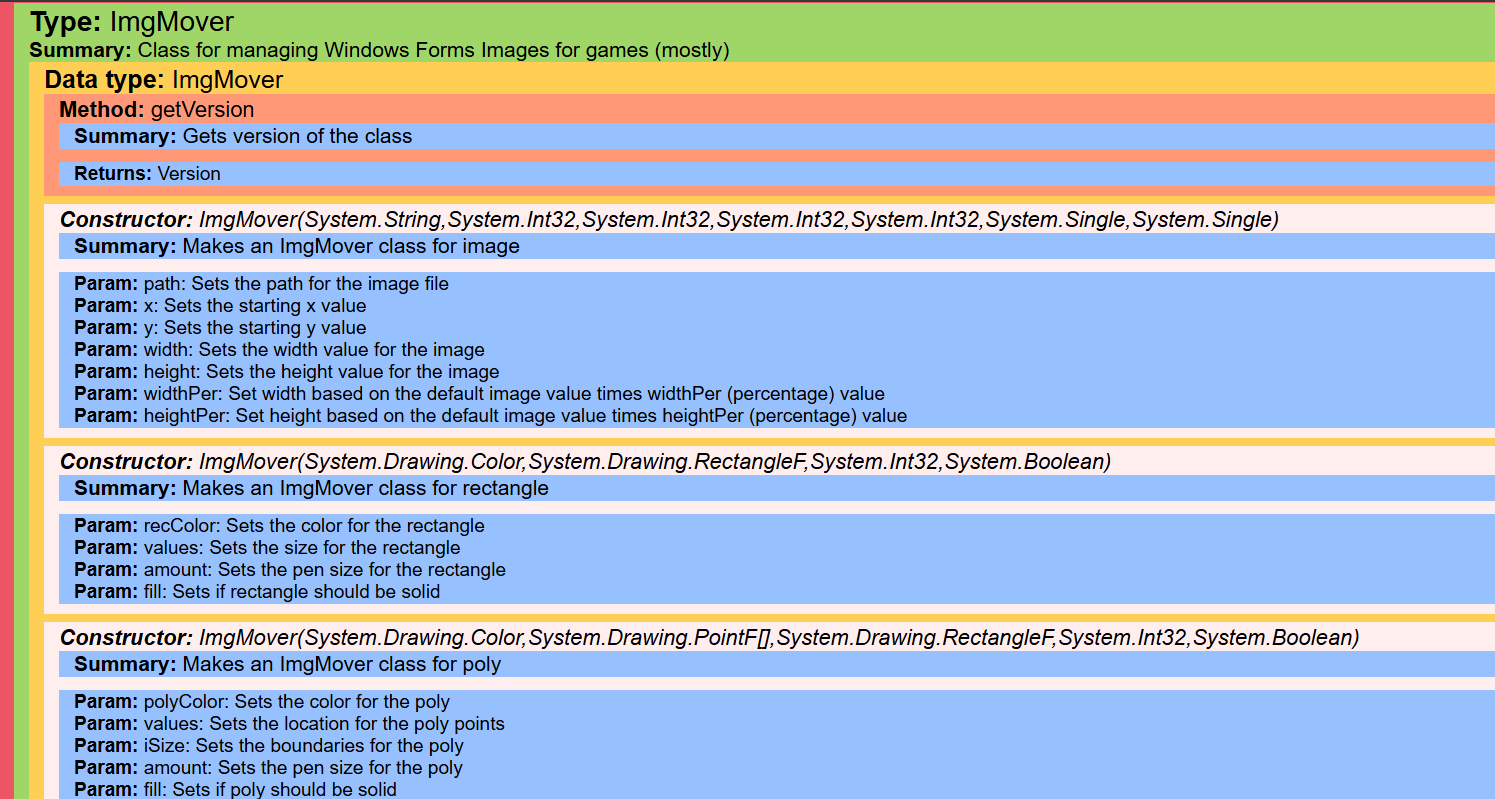 Type: ImgMover
Summary: Class for managing Windows Forms Images for games (mostly)
Data type: ImgMover
Method: getVersion
Summary: Gets version of the class
Returns: Version
Constructor: ImgMover(System.String,System.Int32,System.Int32,System.Int32,System.Int32,System.Single,System.Single)
Summary: Makes an ImgMover class for image
Param: path: Sets the path for the image file
Param: x: Sets the starting x value
Param: y: Sets the starting y value
Param: width: Sets the width value for the image
Param: height: Sets the height value for the image
Param: widthPer: Set width based on the default image value times widthPer (percentage) value
Param: heightPer: Set height based on the default image value times heightPer (percentage) value
Constructor: ImgMover(System.Drawing.Color,System.Drawing.RectangleF,System.Int32,System.Boolean)
Summary: Makes an ImgMover class for rectangle
Param: recColor: Sets the color for the rectangle
Param: values: Sets the size for the rectangle
Param: amount: Sets the pen size for the rectangle
Param: fill: Sets if rectangle should be solid
Constructor: ImgMover(System.Drawing.Color,System.Drawing.PointF[],System.Drawing.RectangleF,System.Int32,System.Boolean)
Summary: Makes an ImgMover class for poly
Param: polyColor: Sets the color for the poly
Param: values: Sets the location for the poly points
Param: iSize: Sets the boundaries for the poly
Param: amount: Sets the pen size for the poly
Param: fill: Sets if poly should be solid